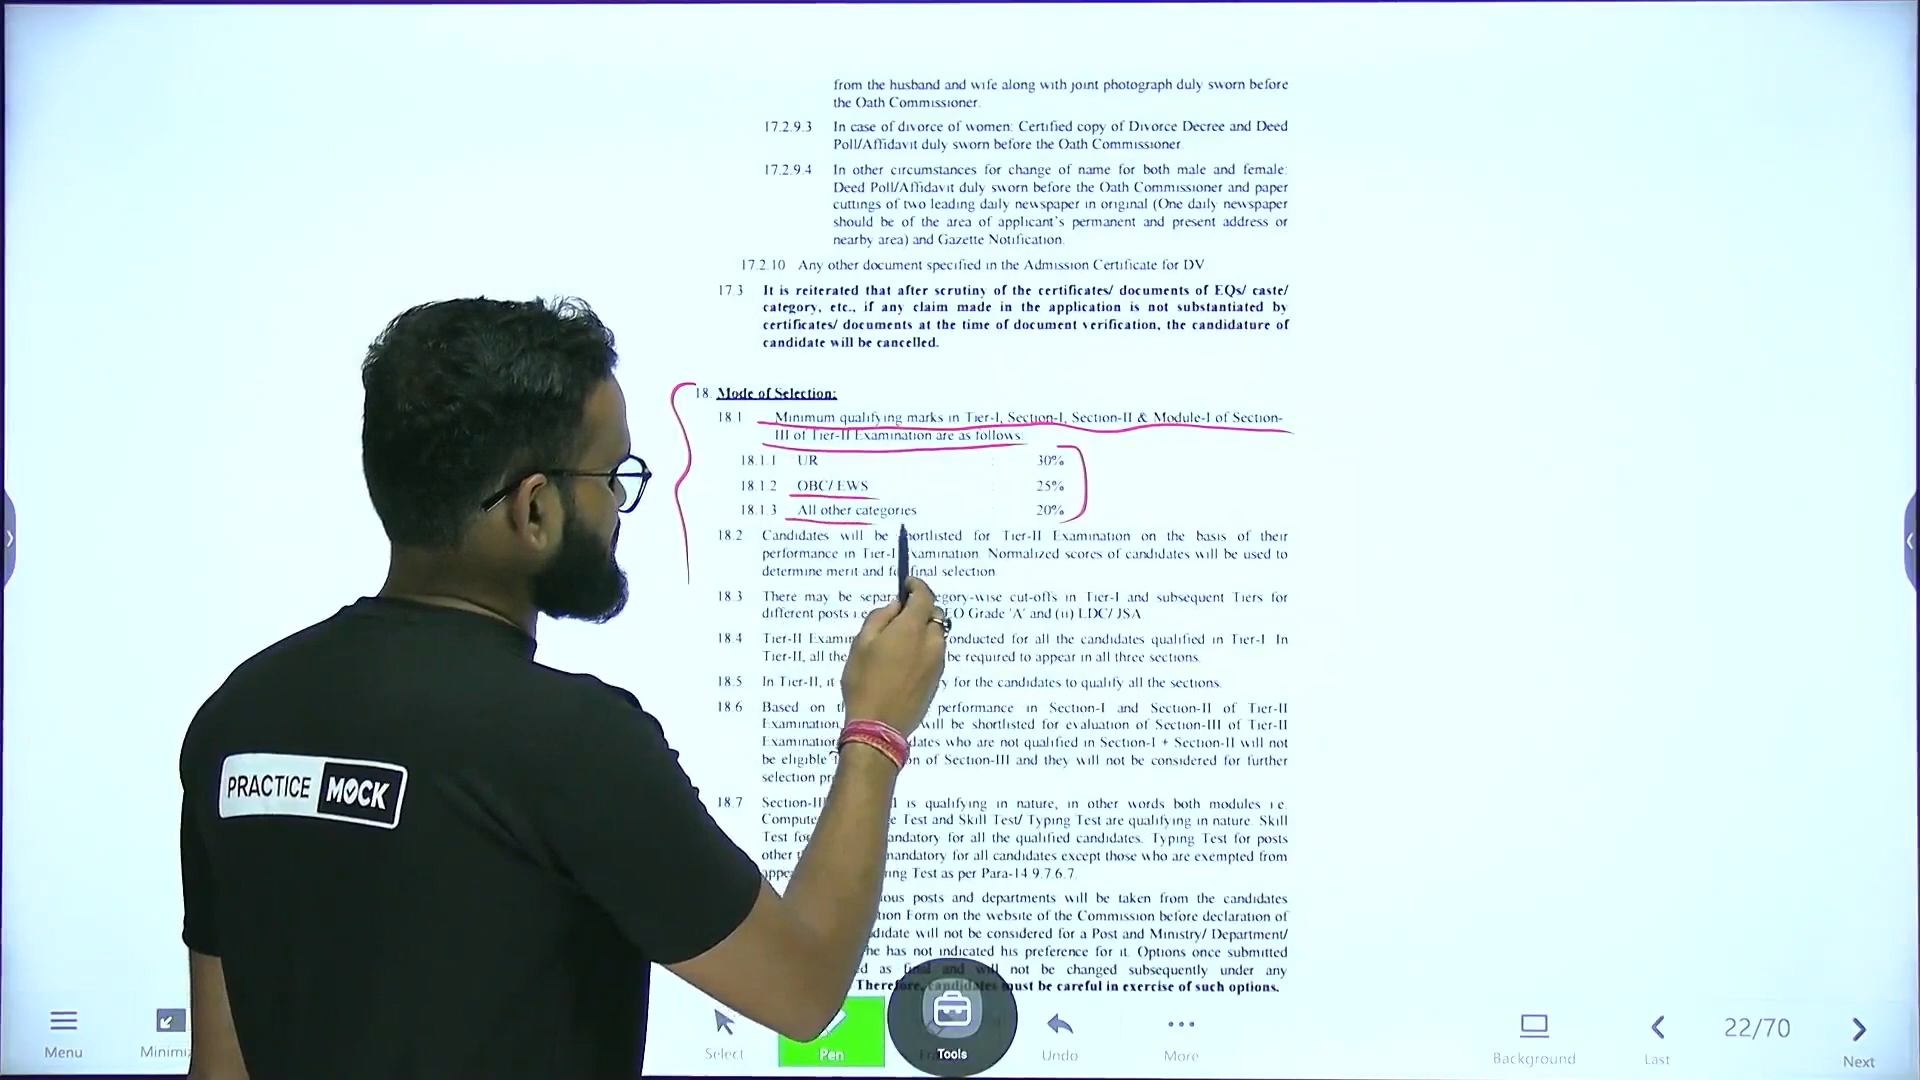 from the husband and wife along with joint photograph duly sworn before
the Oath Commissioner.
17.2.9.3 In case of divorce of women: Certified copy of Divorce Decree and Deed
Poll/Affidavit duly sworn before the Oath Commissioner.
17.2.9.4 In other circumstances for change of name for both male and female:
Deed Poll/Affidavit duly sworn before the Oath Commissioner and paper
cuttings of two leading daily newspaper in original (One daily newspaper
should be of the area of applicant's permanent and present address or
nearby area) and Gazette Notification.
17.2.10 Any other document specified in the Admission Certificate for DV
17.3 It is reiterated that after scrutiny of the certificates/ documents of EQs/ caste/
category, etc., if any claim made in the application is not substantiated by
certificates/ documents at the time of document verification, the candidature of
candidate will be cancelled.
18. Mode of Selection:
18.1 Minimum qualifying marks in Tier-I, Section-I, Section-II & Module-I of Section-
III of Tier-II Examination are as follows:
18.1.1 UR : 30%
18.1.2 OBC/ EWS : 25%
18.1.3 All other categories : 20%
18.2 Candidates will be shortlisted for Tier-II Examination on the basis of their
performance in Tier-I Examination. Normalized scores of candidates will be used to
determine merit and final selection.
18.3 There may be category-wise cut-offs in Tier-I and subsequent Tiers for
different posts Grade 'A' and (ii) LDC/ JSA
18.4 Tier-II conducted for all the candidates qualified in Tier-I. In
Tier-II, all the be required to appear in all three sections.
18.5 In Tier-II, it for the candidates to qualify all the sections.
18.6 Based on performance in Section-I and Section-II of Tier-II
Examination, will be shortlisted for evaluation of Section-III of Tier-II
Examination who are not qualified in Section-I + Section-II will not
be eligible of Section-III and they will not be considered for further
selection
18.7 is qualifying in nature, in other words both modules i.e.
Test and Skill Test/ Typing Test are qualifying in nature. Skill
Test for all the qualified candidates. Typing Test for posts
other mandatory for all candidates except those who are exempted from
Test as per Para-14.9.7.6.7.
posts and departments will be taken from the candidates
Form on the website of the Commission before declaration of
will not be considered for a Post and Ministry/ Department/
he has not indicated his preference for it. Options once submitted
as final and will not be changed subsequently under any
Therefore, candidates must be careful in exercise of such options.
PRACTICE MOCK
Menu
Select
Pen
Tools
Undo
More
Background
Last
22/70
Next